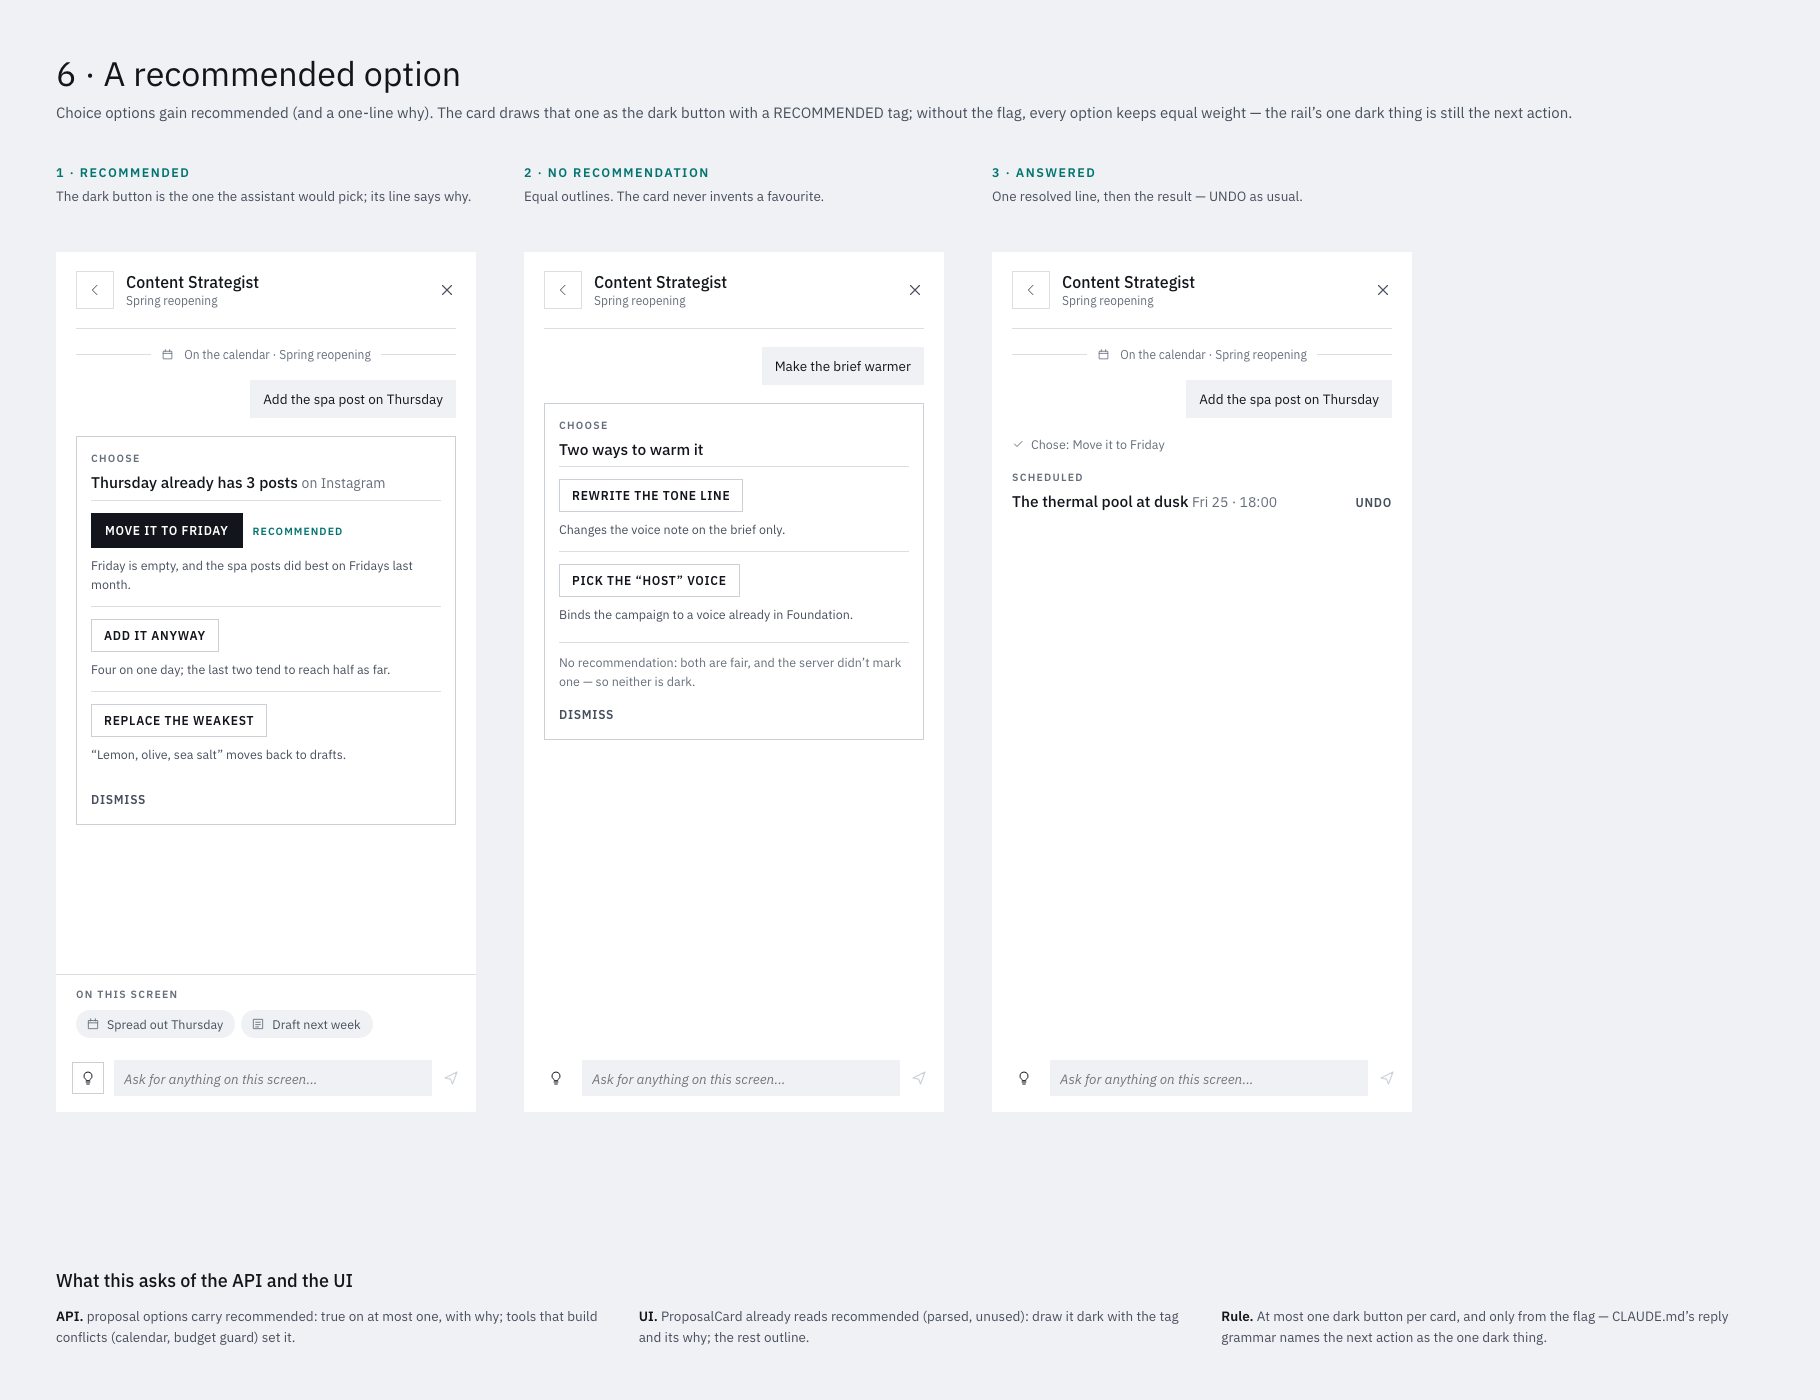 6 · A recommended option
Choice options gain recommended (and a one-line why). The card draws that one as the dark button with a RECOMMENDED tag; without the flag, every option keeps equal weight — the rail’s one dark thing is still the next action.
1 · RECOMMENDED
The dark button is the one the assistant would pick; its line says why.
Content Strategist
Spring reopening
On the calendar · Spring reopening
Add the spa post on Thursday
CHOOSE
Thursday already has 3 posts on Instagram
MOVE IT TO FRIDAY RECOMMENDED
Friday is empty, and the spa posts did best on Fridays last
month.
ADD IT ANYWAY
Four on one day; the last two tend to reach half as far.
REPLACE THE WEAKEST
“Lemon, olive, sea salt” moves back to drafts.
DISMISS
ON THIS SCREEN
Spread out Thursday Draft next week
Ask for anything on this screen...
2 · NO RECOMMENDATION
Equal outlines. The card never invents a favourite.
Content Strategist
Spring reopening
Make the brief warmer
CHOOSE
Two ways to warm it
REWRITE THE TONE LINE
Changes the voice note on the brief only.
PICK THE “HOST” VOICE
Binds the campaign to a voice already in Foundation.
No recommendation: both are fair, and the server didn’t mark
one — so neither is dark.
DISMISS
Ask for anything on this screen...
3 · ANSWERED
One resolved line, then the result — UNDO as usual.
Content Strategist
Spring reopening
On the calendar · Spring reopening
Add the spa post on Thursday
Chose: Move it to Friday
SCHEDULED
The thermal pool at dusk Fri 25 · 18:00 UNDO
Ask for anything on this screen...
What this asks of the API and the UI
API. proposal options carry recommended: true on at most one, with why; tools that build
conflicts (calendar, budget guard) set it.
UI. ProposalCard already reads recommended (parsed, unused): draw it dark with the tag
and its why; the rest outline.
Rule. At most one dark button per card, and only from the flag — CLAUDE.md’s reply
grammar names the next action as the one dark thing.